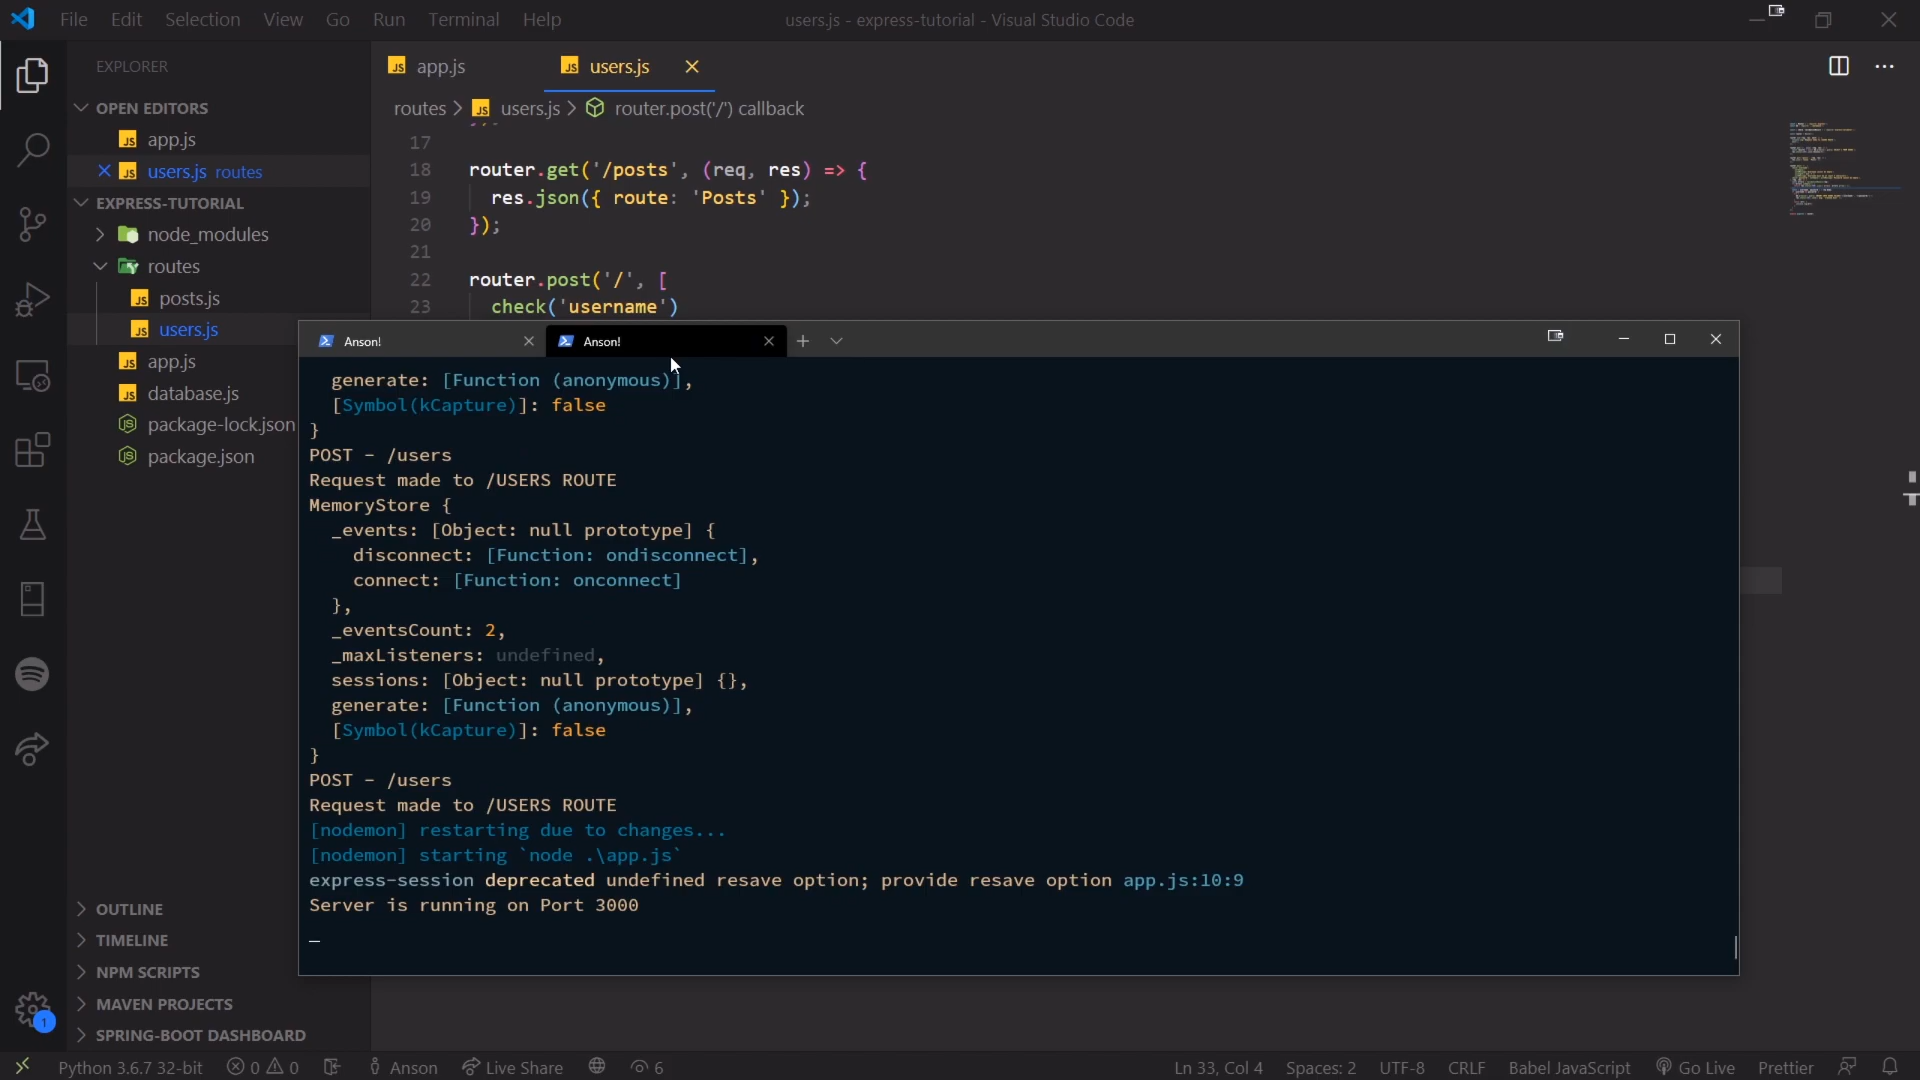 File Edit Selection View Go Run Terminal Help
users.js - express-tutorial - Visual Studio Code
EXPLORER
OPEN EDITORS
JS app.js
JS users.js routes
EXPRESS-TUTORIAL
node_modules
routes
JS posts.js
JS users.js
JS app.js
JS database.js
JS package-lock.json
JS package.json
OUTLINE
TIMELINE
NPM SCRIPTS
MAVEN PROJECTS
SPRING-BOOT DASHBOARD
1
JS app.js
JS users.js
routes > JS users.js > router.post('/') callback
17
18 router.get('/posts', (req, res) => {
19 res.json({ route: 'Posts' });
20 });
21
22 router.post('/', [
23 check('username')
Anson!
Anson!
generate: [Function (anonymous)],
[Symbol(kCapture)]: false
}
POST - /users
Request made to /USERS ROUTE
MemoryStore {
_events: [Object: null prototype] {
disconnect: [Function: ondisconnect],
connect: [Function: onconnect]
},
_eventsCount: 2,
_maxListeners: undefined,
sessions: [Object: null prototype] {},
generate: [Function (anonymous)],
[Symbol(kCapture)]: false
}
POST - /users
Request made to /USERS ROUTE
[nodemon] restarting due to changes...
[nodemon] starting `node .\app.js`
express-session deprecated undefined resave option; provide resave option app.js:10:9
Server is running on Port 3000
Python 3.6.7 32-bit 0 0 Anson Live Share 6
Ln 33, Col 4 Spaces: 2 UTF-8 CRLF Babel JavaScript Go Live Prettier